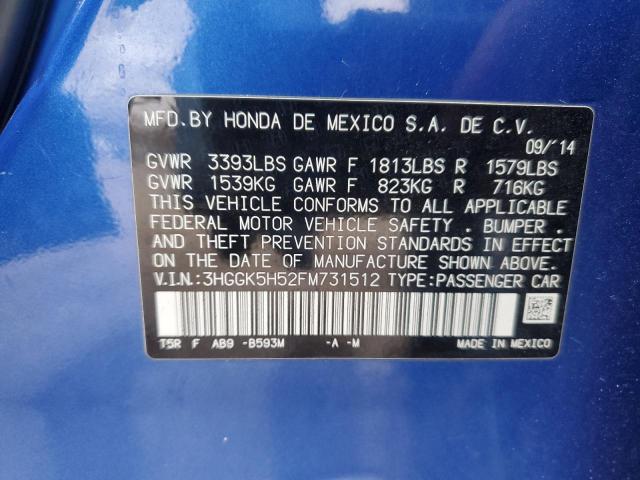 MFD.BY HONDA DE MEXICO S.A. DE C.V.
09/'14
GVWR 3393LBS GAWR F 1813LBS R 1579LBS
GVWR 1539KG GAWR F 823KG R 716KG
THIS VEHICLE CONFORMS TO ALL APPLICABLE
FEDERAL MOTOR VEHICLE SAFETY . BUMPER .
AND THEFT PREVENTION STANDARDS IN EFFECT
ON THE DATE OF MANUFACTURE SHOWN ABOVE.
V.I.N.:3HGGK5H52FM731512 TYPE:PASSENGER CAR
T5R F AB9 -B593M -A -M MADE IN MEXICO